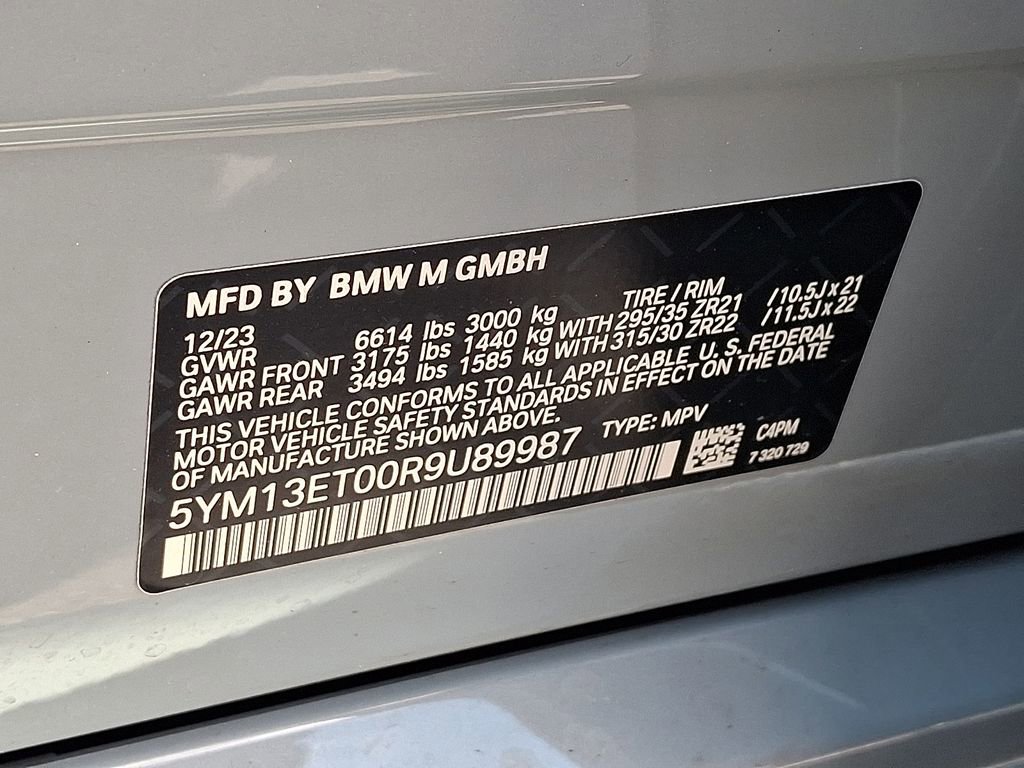 MFD BY BMW M GMBH
12/23 TIRE / RIM
GVWR 6614 lbs 3000 kg
GAWR FRONT 3175 lbs 1440 kg WITH 295/35 ZR21 /10.5J x 21
GAWR REAR 3494 lbs 1585 kg WITH 315/30 ZR22 /11.5J x 22
THIS VEHICLE CONFORMS TO ALL APPLICABLE U. S. FEDERAL
MOTOR VEHICLE SAFETY STANDARDS IN EFFECT ON THE DATE
OF MANUFACTURE SHOWN ABOVE.
5YM13ET00R9U89987 TYPE: MPV
C4PM
7 320 729